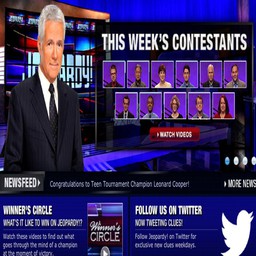 JEOPARDY!
THIS WEEK'S CONTESTANTS
WATCH VIDEOS
NEWSFEED
Congratulations to Teen Tournament Champion Leonard Cooper!
MORE NEWS
WINNER'S CIRCLE
WHAT'S IT LIKE TO WIN ON JEOPARDY!?
Watch these videos to find out what
goes through the mind of a champion
at the moment of victory.
Winner's
CIRCLE
FOLLOW US ON TWITTER
NOW TWEETING CLUES!
Follow Jeopardy! on Twitter for
exclusive new clues weekdays.